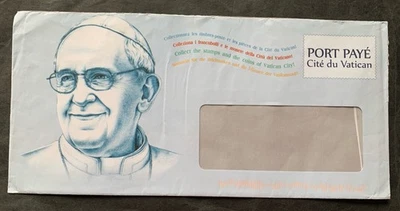 Collectionnez les timbres-poste et les pièces de la Cité du Vatican!
Colleziona i francobolli e le monete della Città del Vaticano!
Collect the stamps and the coins of Vatican City!
PORT PAYÉ
Cité du Vatican